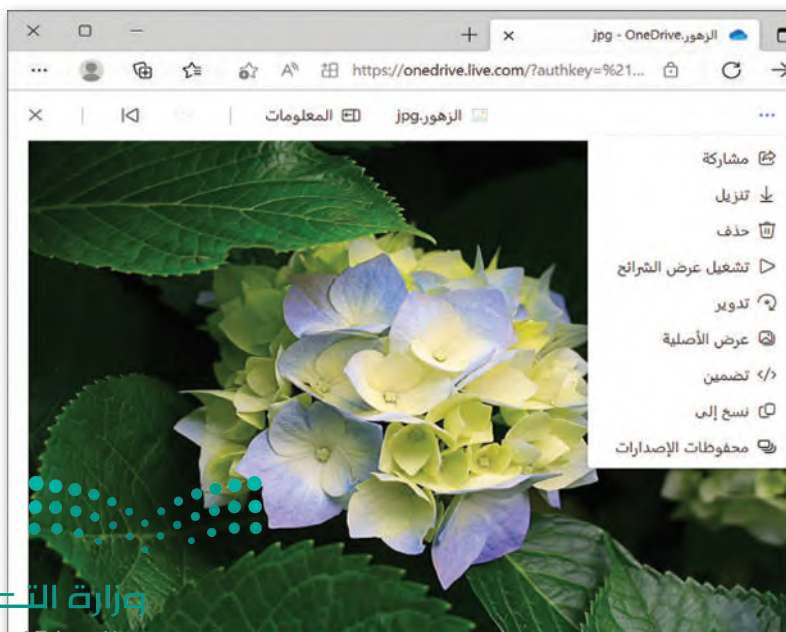 الزهور.jpg - OneDrive
https://onedrive.live.com/?authkey=%21...
الزهور.jpg
المعلومات
مشاركة
تنزيل
حذف
تشغيل عرض الشرائح
تدوير
عرض الأصلية
تضمين
نسخ إلى
محفوظات الإصدارات
وزارة